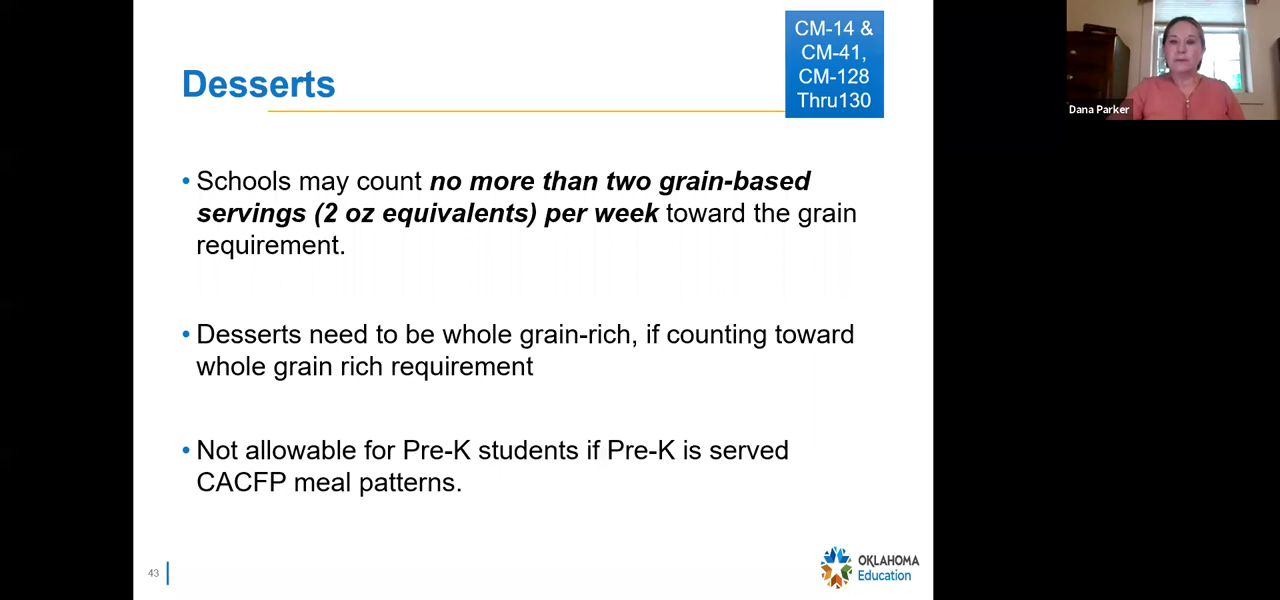 CM-14 &
CM-41,
CM-128
Thru130
Desserts
• Schools may count no more than two grain-based
servings (2 oz equivalents) per week toward the grain
requirement.
• Desserts need to be whole grain-rich, if counting toward
whole grain rich requirement
• Not allowable for Pre-K students if Pre-K is served
CACFP meal patterns.
43
OKLAHOMA
Education
Dana Parker